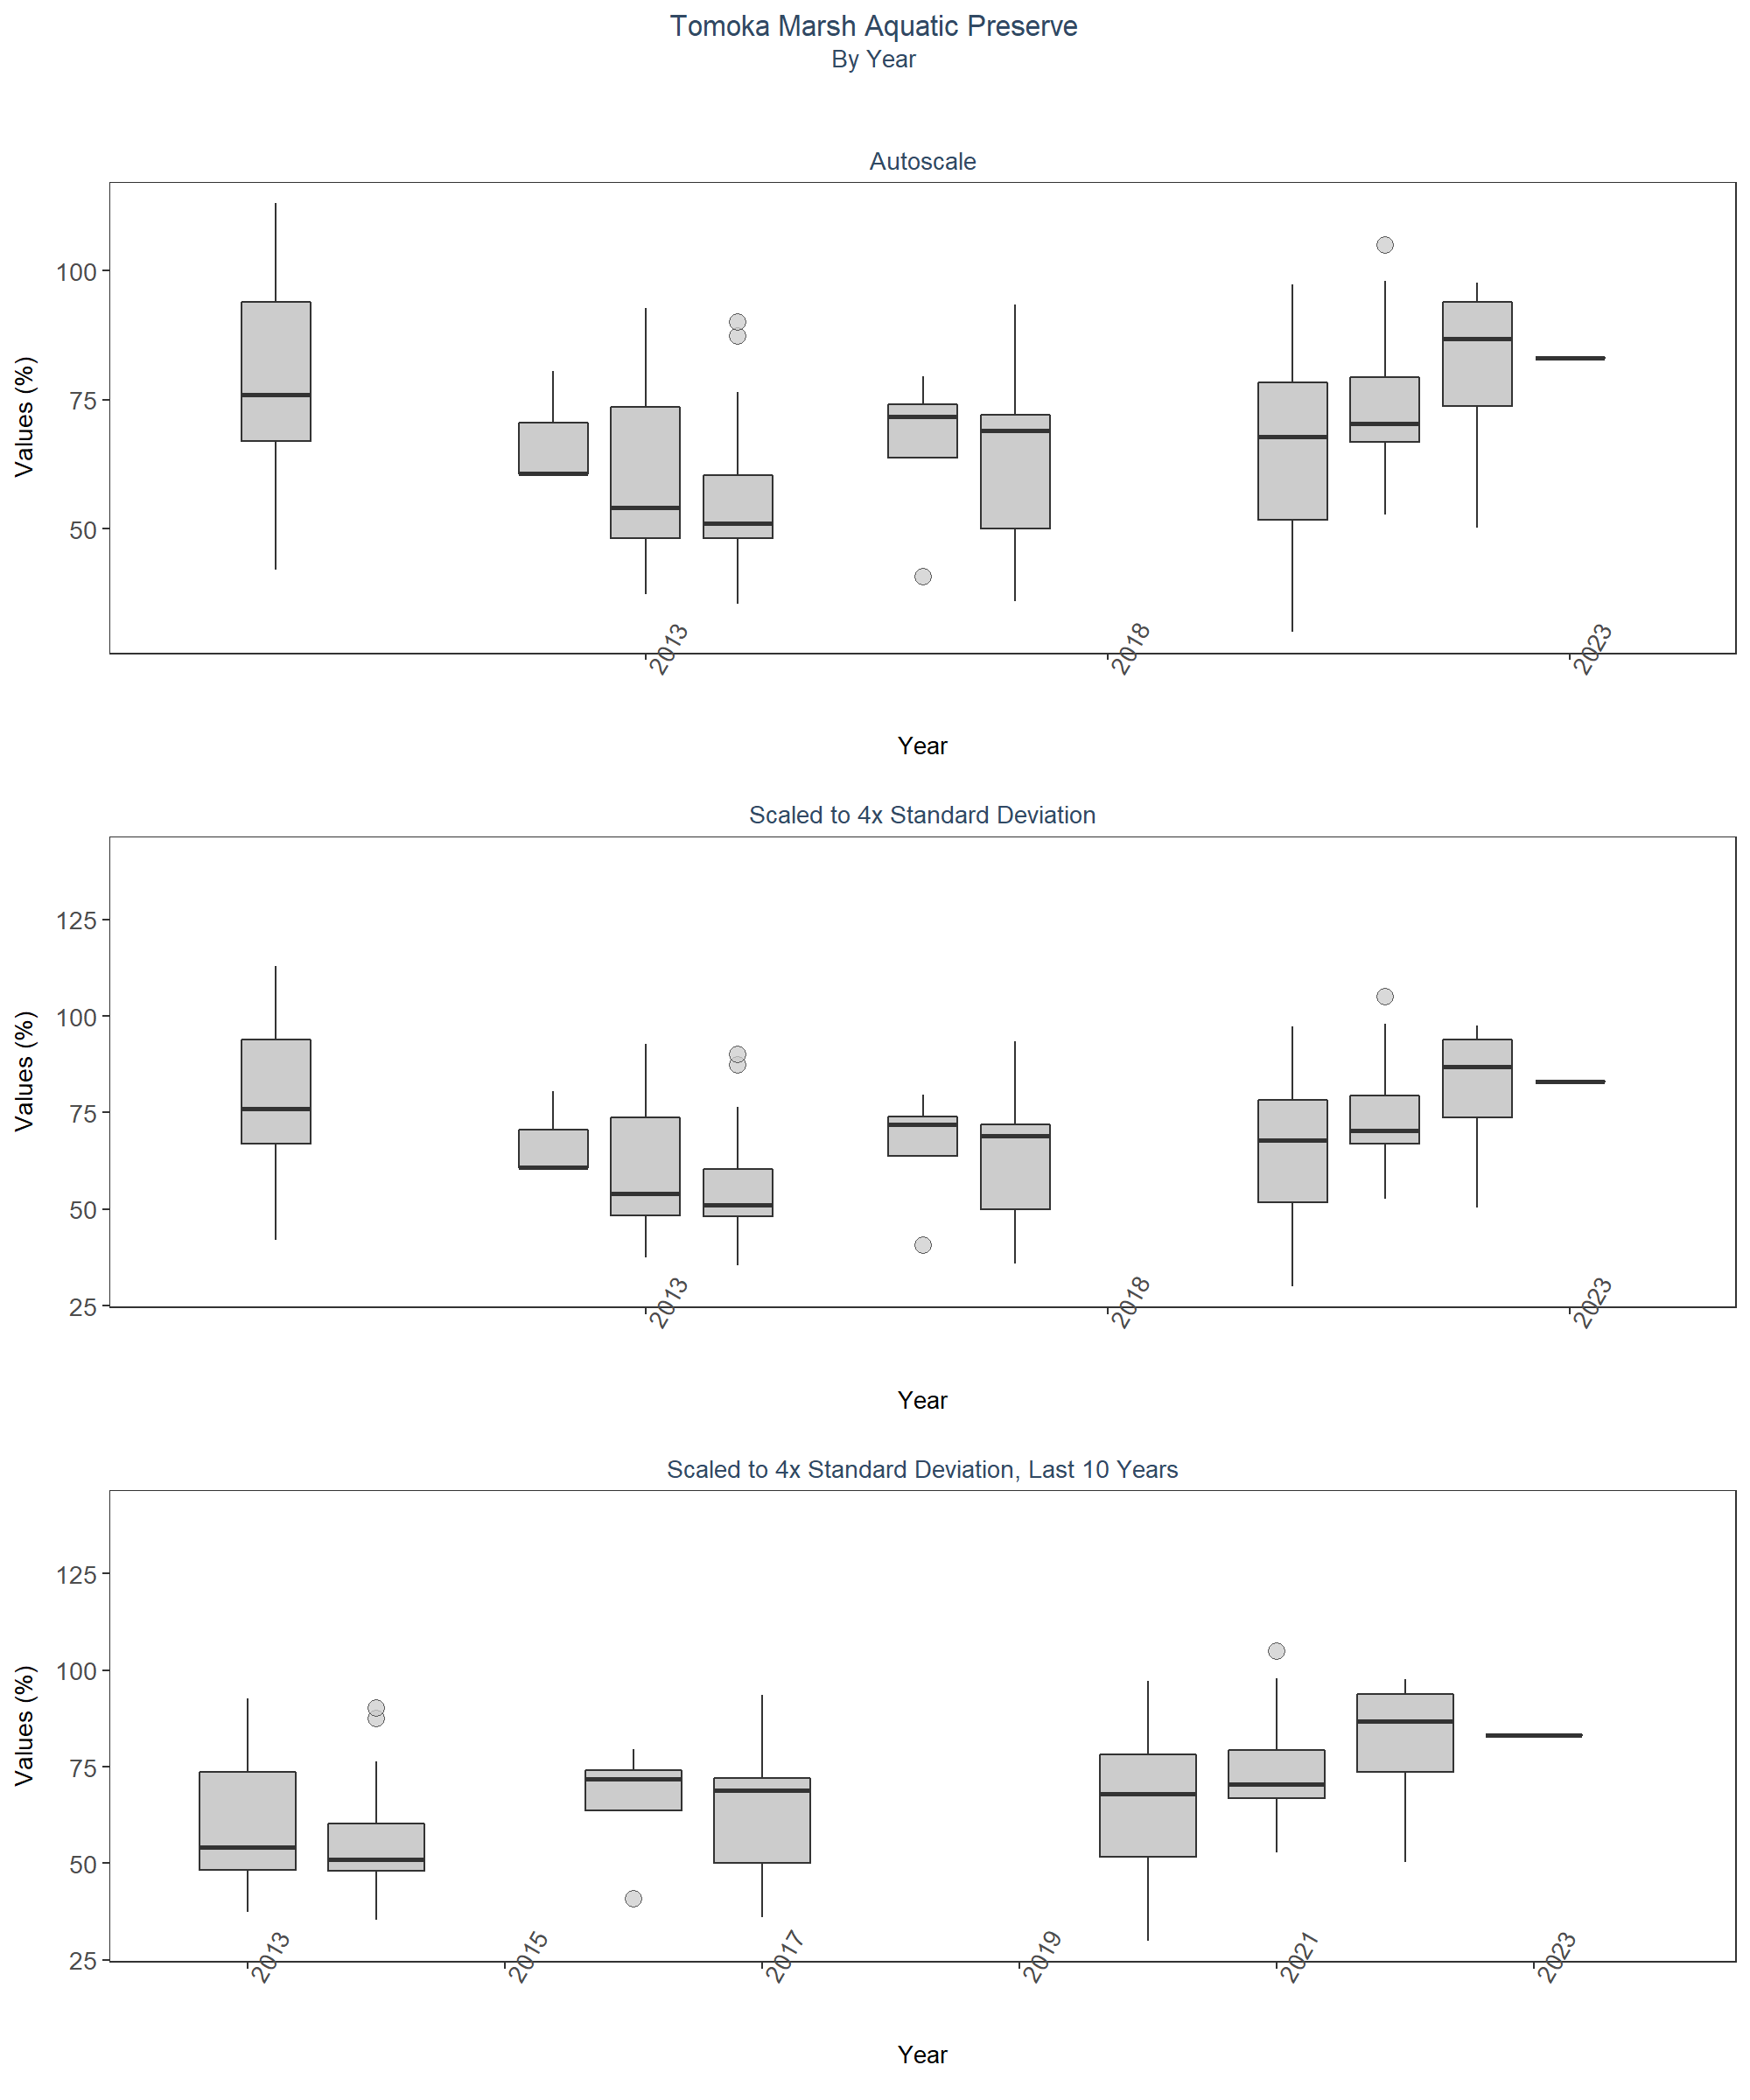 Tomoka Marsh Aquatic Preserve
By Year
Autoscale
Values (%)
100
75
50
2013
2018
2023
Year
Scaled to 4x Standard Deviation
Values (%)
125
100
75
50
25
2013
2018
2023
Year
Scaled to 4x Standard Deviation, Last 10 Years
Values (%)
125
100
75
50
25
2013
2015
2017
2019
2021
2023
Year